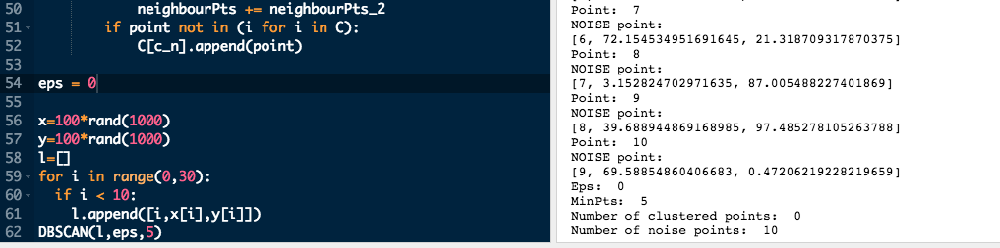 50 neighbourPts += neighbourPts_2
51 if point not in (i for i in C):
52 C[c_n].append(point)
53
54 eps = 0
55
56 x=100*rand(1000)
57 y=100*rand(1000)
58 l=[]
59 for i in range(0,30):
60 if i < 10:
61 l.append([i,x[i],y[i]])
62 DBSCAN(l,eps,5)
Point: 7
NOISE point:
[6, 72.154534951691645, 21.318709317870375]
Point: 8
NOISE point:
[7, 3.152824702971635, 87.005488227401869]
Point: 9
NOISE point:
[8, 39.688944869168985, 97.485278105263788]
Point: 10
NOISE point:
[9, 69.58854860406683, 0.47206219228219659]
Eps: 0
MinPts: 5
Number of clustered points: 0
Number of noise points: 10